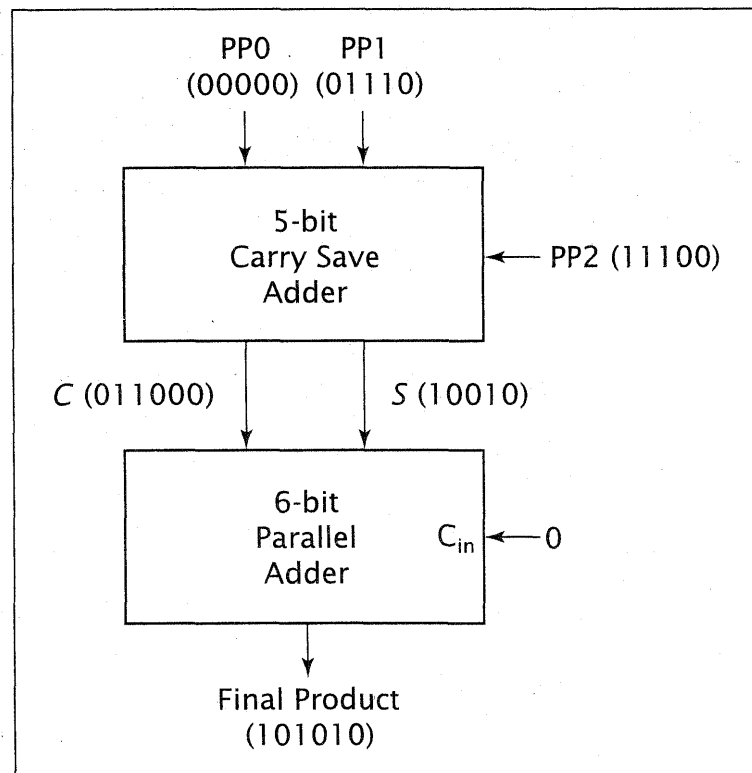 PP0 PP1
(00000) (01110)
5-bit
Carry Save
Adder
PP2 (11100)
C (011000) S (10010)
6-bit
Parallel
Adder
Cin 0
Final Product
(101010)